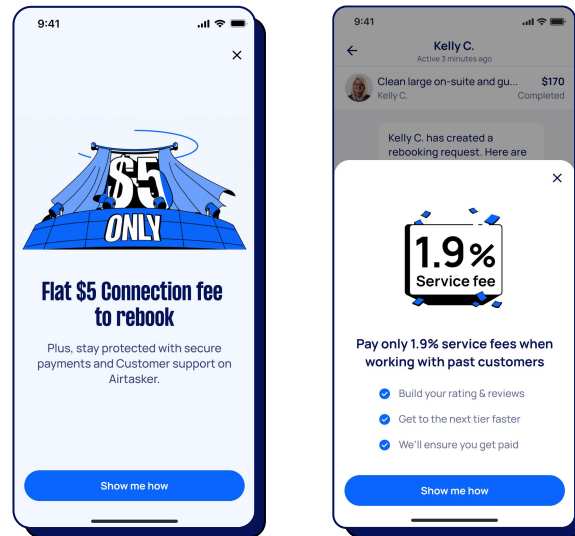 9:41
$5
ONLY
Flat $5 Connection fee
to rebook
Plus, stay protected with secure
payments and Customer support on
Airtasker.
Show me how
9:41
Kelly C.
Active 3 minutes ago
Clean large on-suite and gu... $170
Kelly C. Completed
Kelly C. has created a
rebooking request. Here are
1.9%
Service fee
Pay only 1.9% service fees when
working with past customers
Build your rating & reviews
Get to the next tier faster
We'll ensure you get paid
Show me how